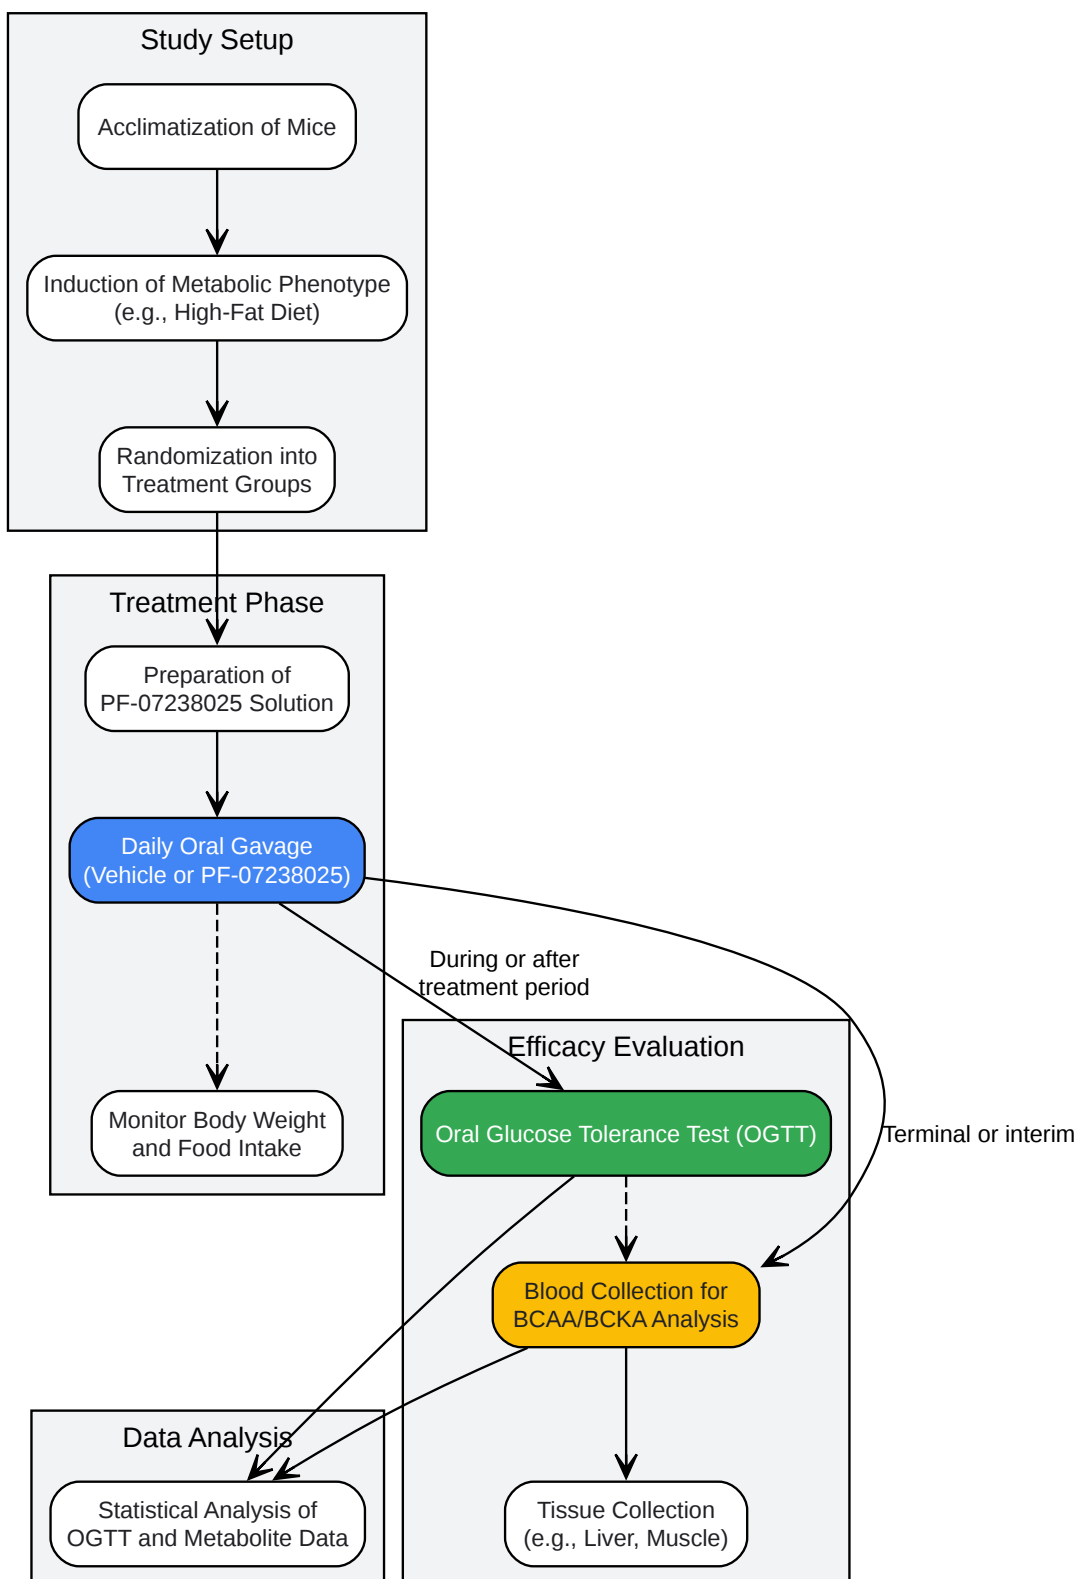 Study Setup
Acclimatization of Mice
Induction of Metabolic Phenotype
(e.g., High-Fat Diet)
Randomization into
Treatment Groups
Treatment Phase
Preparation of
PF-07238025 Solution
Daily Oral Gavage
(Vehicle or PF-07238025)
During or after
treatment period
Efficacy Evaluation
Monitor Body Weight
and Food Intake
Oral Glucose Tolerance Test (OGTT)
Terminal or interim
Blood Collection for
BCAA/BCKA Analysis
Data Analysis
Statistical Analysis of
OGTT and Metabolite Data
Tissue Collection
(e.g., Liver, Muscle)